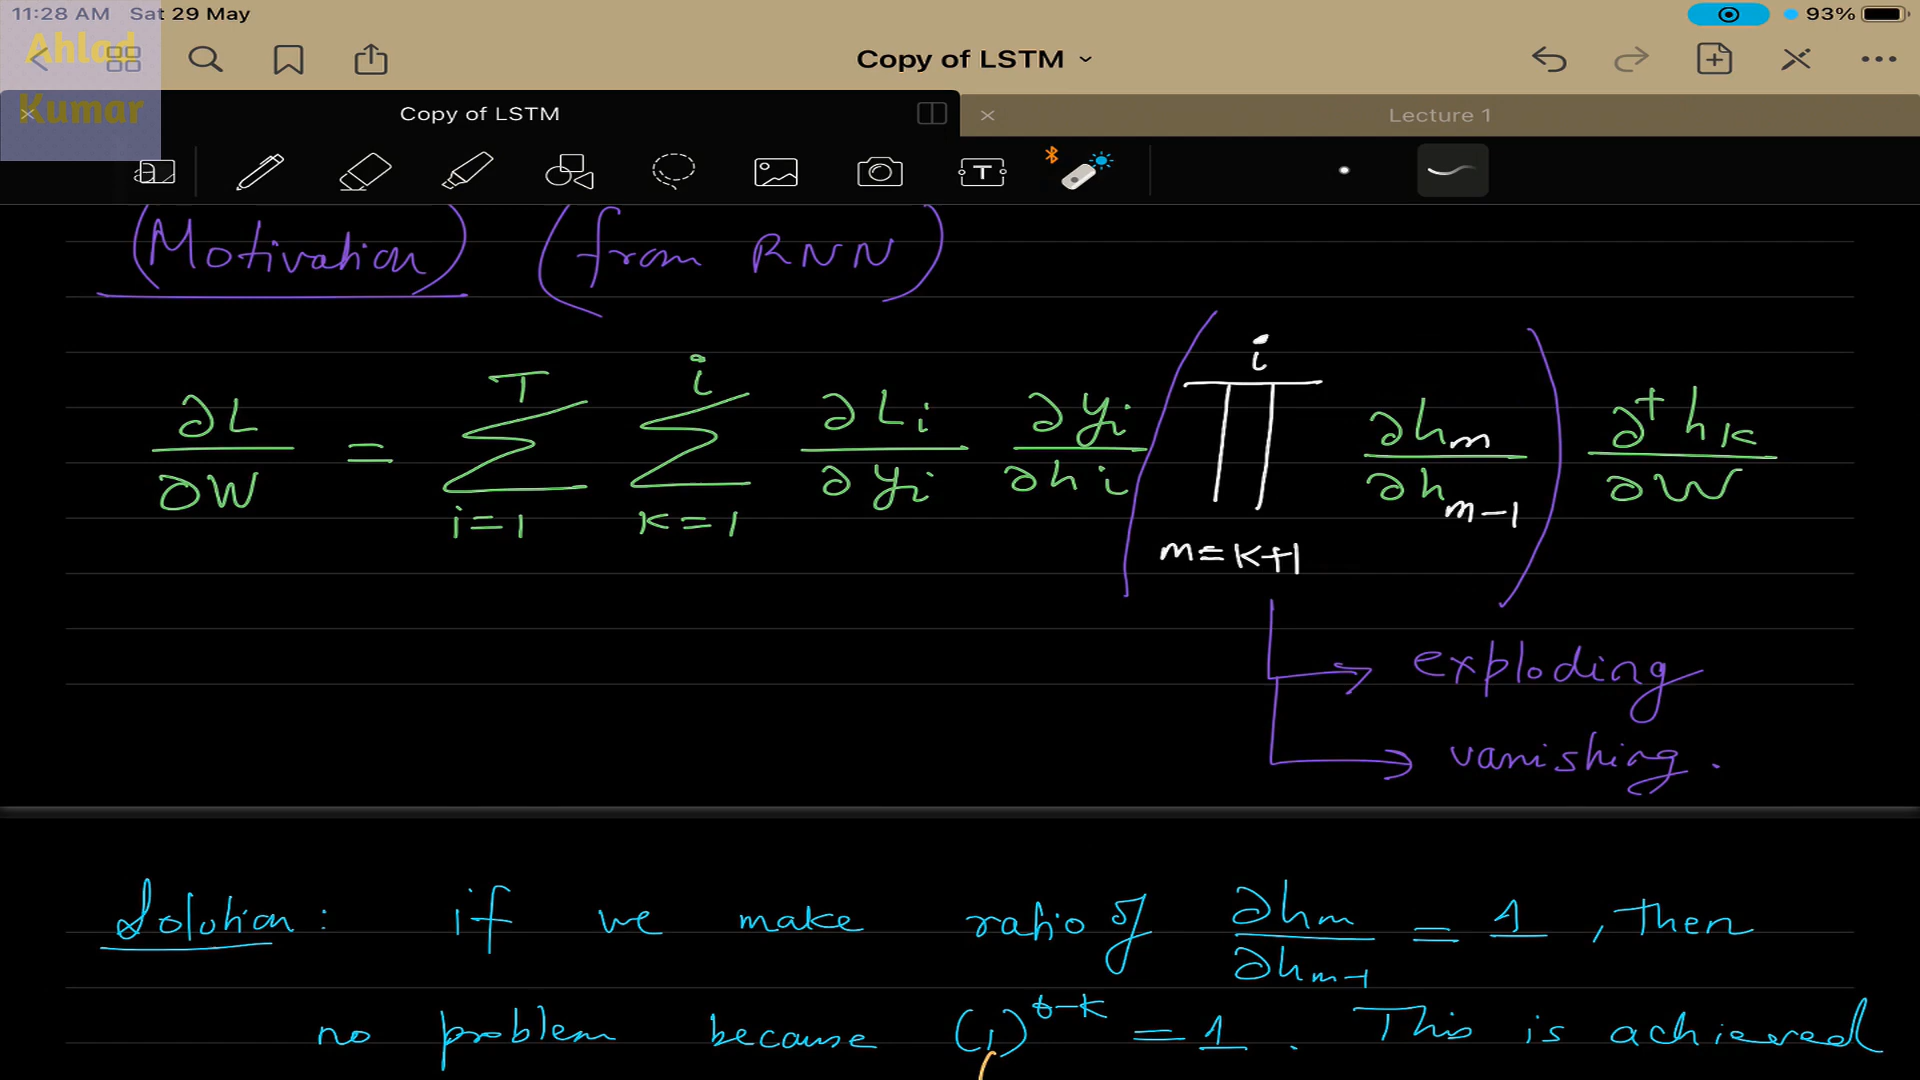 11:28 AM Sat 29 May
93%
Ahlad
Kumar
Copy of LSTM
Copy of LSTM
Lecture 1
(Motivation) (from RNN)
∂L/∂W = Σ_{i=1}^{T} Σ_{k=1}^{i} ∂L_i/∂y_i ∂y_i/∂h_i ( ∏_{m=k+1}^{i} ∂h_m/∂h_{m-1} ) ∂⁺h_k/∂W
exploding
vanishing.
Solution: if we make ratio of ∂h_m/∂h_{m-1} = 1, then
no problem because (1)^{t-k} = 1. This is achieved